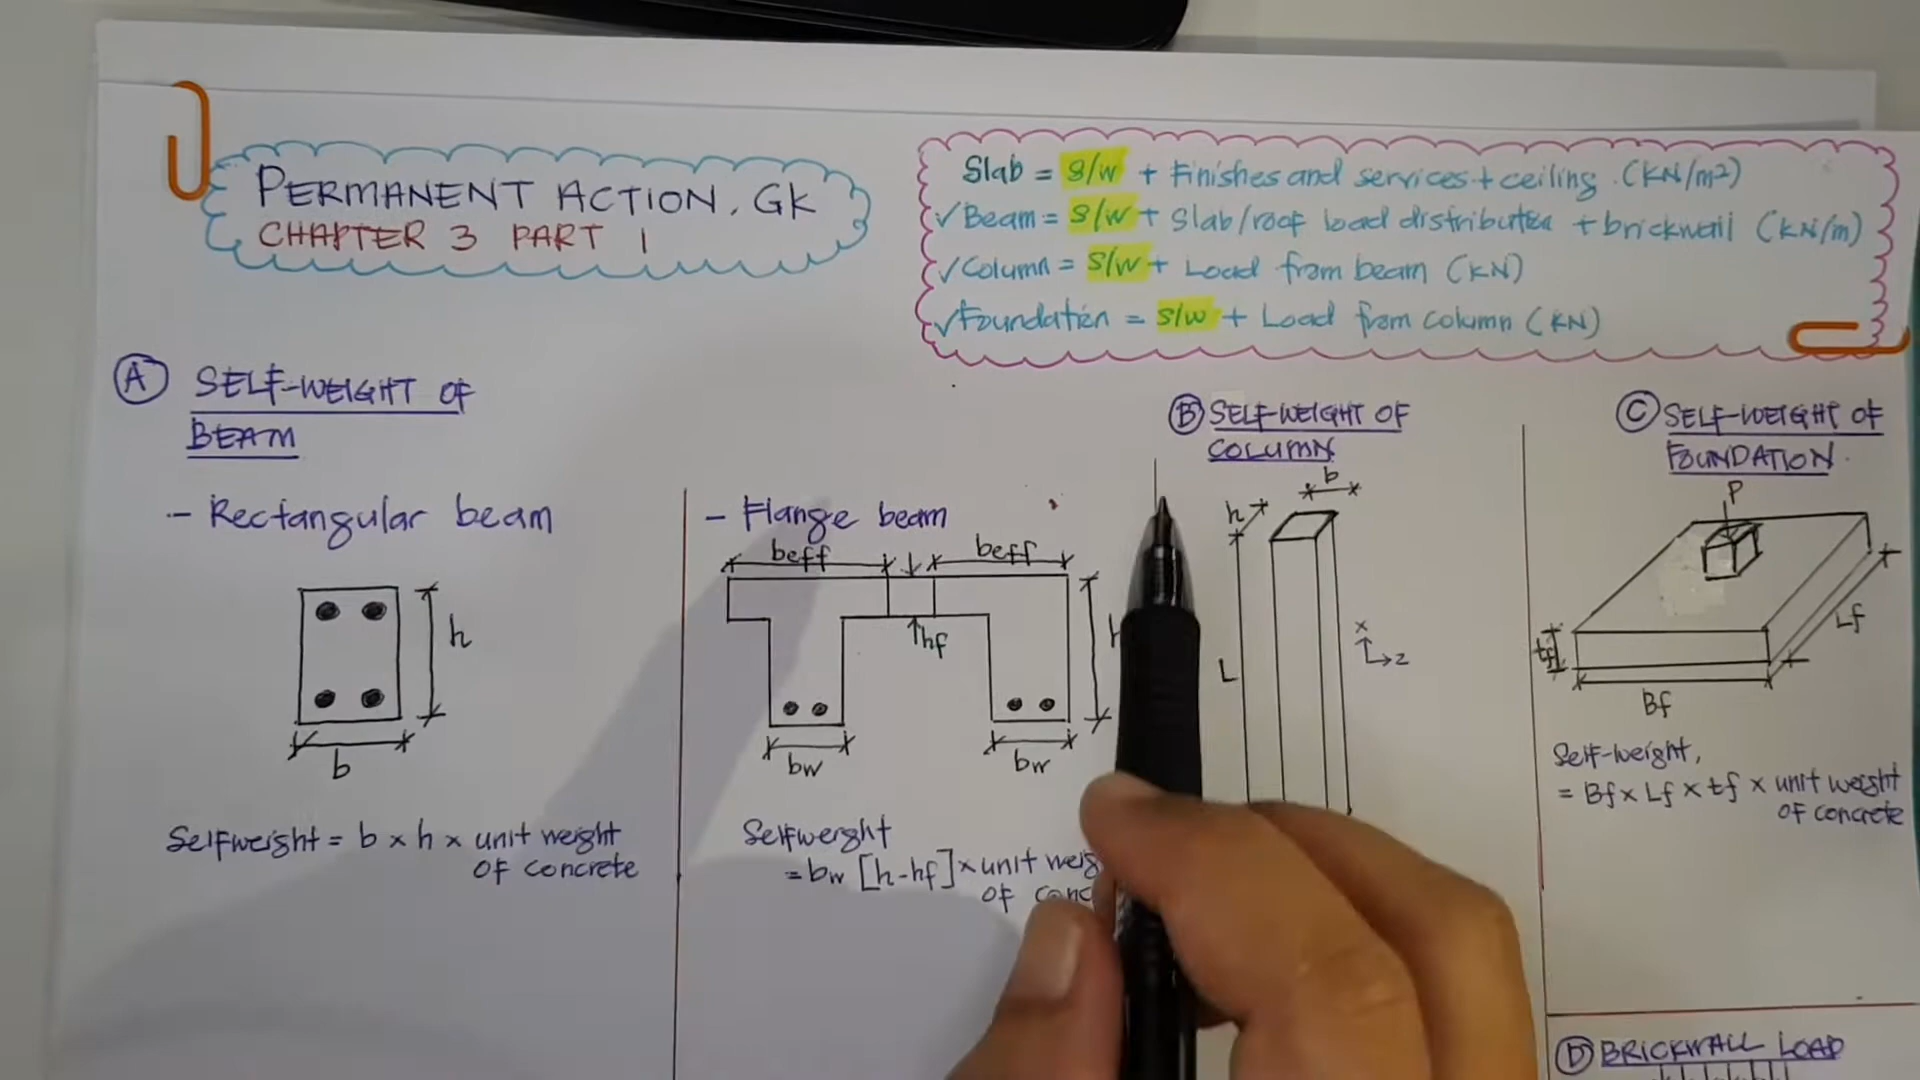 PERMANENT ACTION, GK
CHAPTER 3 PART 1
Slab = S/W + Finishes and services + ceiling. (KN/m2)
✓Beam = S/W + Slab/roof load distributed + brickwall (KN/m)
✓Column = S/W + Load from beam (KN)
✓Foundation = S/W + Load from column (KN)
A SELF-WEIGHT OF
BEAM
- Rectangular beam
h
b
Selfweight = b x h x unit weight
of concrete
- Flange beam
beff
beff
hf
bw
bw
Selfweight
= bw [h-hf] x unit
of
B SELF-WEIGHT OF
COLUMN
b
h
L
x
z
C SELF-WEIGHT OF
FOUNDATION
P
tf
Lf
Bf
Self-weight,
= Bf x Lf x tf x unit weight
of concrete
D BRICKWALL LOAD